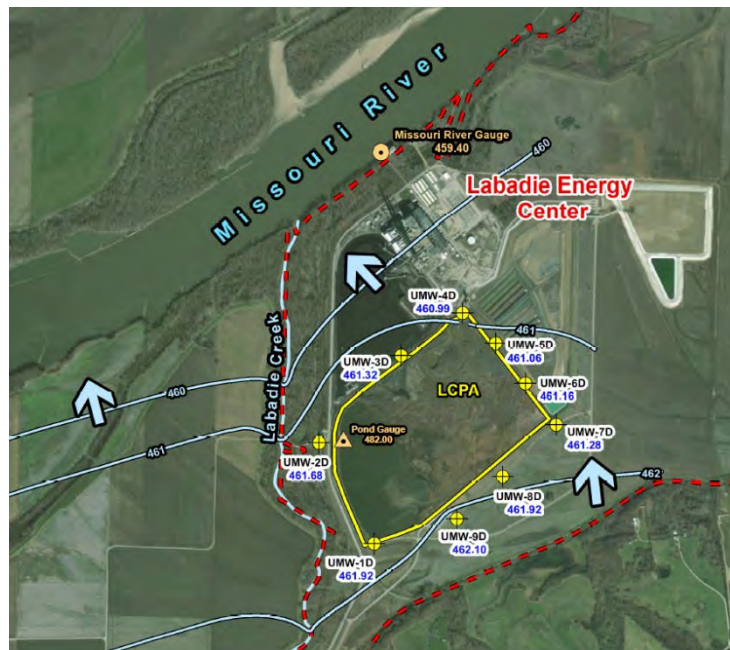 Missouri River
Missouri River Gauge
459.40
460
Labadie Energy
Center
UMW-4D
460.99
461
UMW-5D
461.06
UMW-3D
461.32
UMW-6D
461.16
LCPA
460
Labadie Creek
UMW-7D
461.28
Pond Gauge
482.00
461
UMW-2D
461.68
462
UMW-8D
461.92
UMW-9D
462.10
UMW-1D
461.92
462